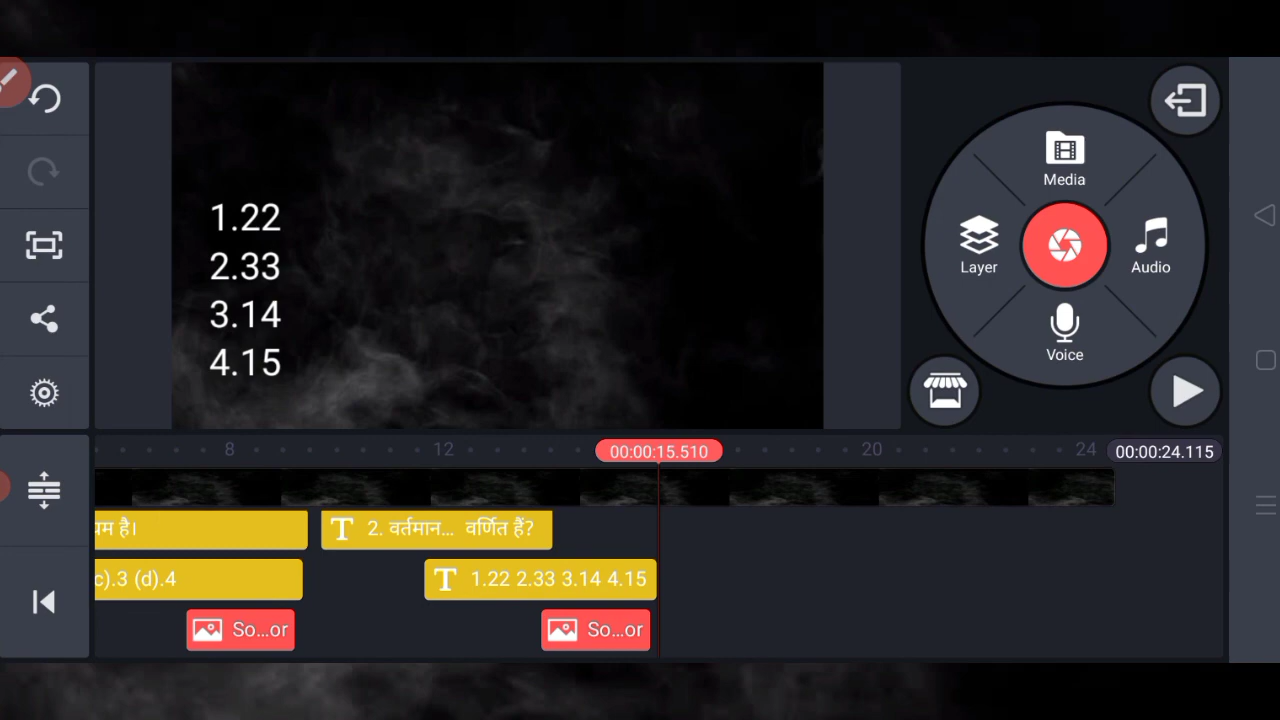 1.22
2.33
3.14
4.15
Media
Layer
Audio
Voice
8
12
00:00:15.510
20
24
00:00:24.115
यम है।
T 2. वर्तमान... वर्णित हैं?
c).3 (d).4
T 1.22 2.33 3.14 4.15
So...or
So...or